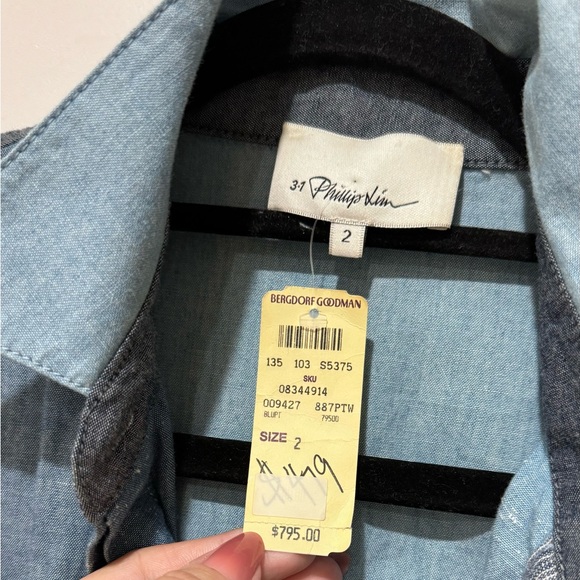 3·1 Phillip Lim
2
BERGDORF GOODMAN
135 103 S5375
SKU
08344914
009427 887PTW
BLUPT 79500
SIZE 2
$795.00